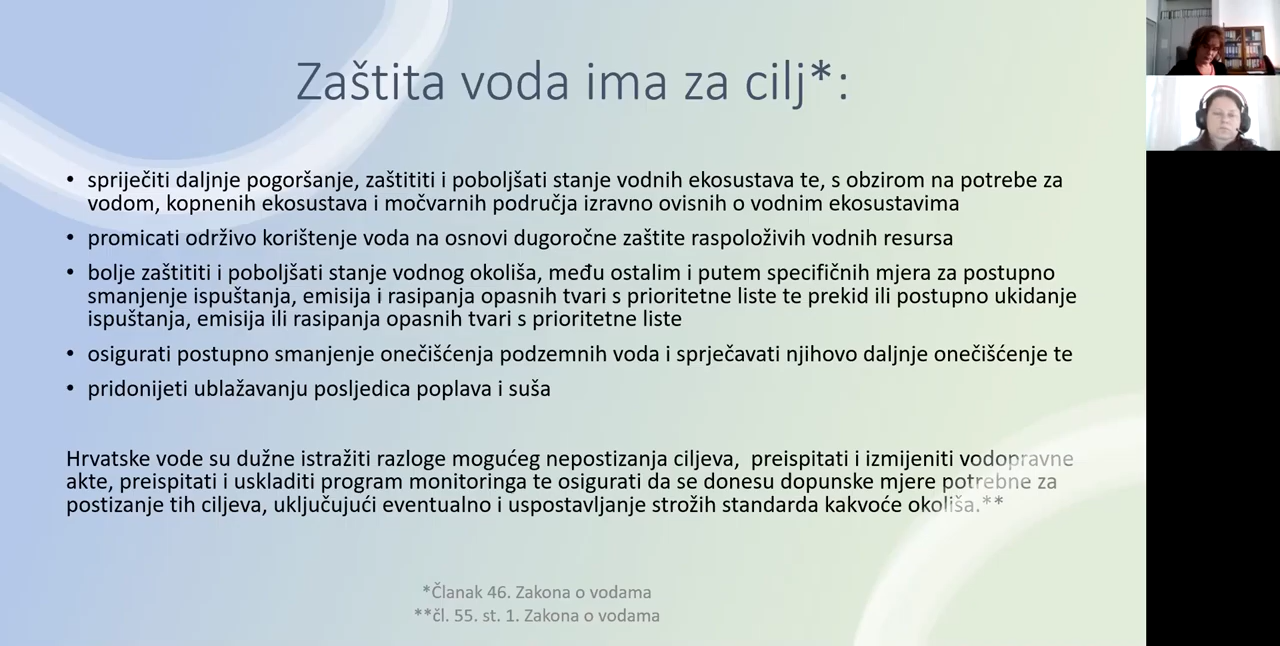 Zaštita voda ima za cilj*:
• spriječiti daljnje pogoršanje, zaštititi i poboljšati stanje vodnih ekosustava te, s obzirom na potrebe za
vodom, kopnenih ekosustava i močvarnih područja izravno ovisnih o vodnim ekosustavima
• promicati održivo korištenje voda na osnovi dugoročne zaštite raspoloživih vodnih resursa
• bolje zaštititi i poboljšati stanje vodnog okoliša, među ostalim i putem specifičnih mjera za postupno
smanjenje ispuštanja, emisija i rasipanja opasnih tvari s prioritetne liste te prekid ili postupno ukidanje
ispuštanja, emisija ili rasipanja opasnih tvari s prioritetne liste
• osigurati postupno smanjenje onečišćenja podzemnih voda i sprječavati njihovo daljnje onečišćenje te
• pridonijeti ublažavanju posljedica poplava i suša
Hrvatske vode su dužne istražiti razloge mogućeg nepostizanja ciljeva, preispitati i izmijeniti vodopravne
akte, preispitati i uskladiti program monitoringa te osigurati da se donesu dopunske mjere potrebne za
postizanje tih ciljeva, uključujući eventualno i uspostavljanje strožih standarda kakvoće okoliša.**
*Članak 46. Zakona o vodama
**čl. 55. st. 1. Zakona o vodama